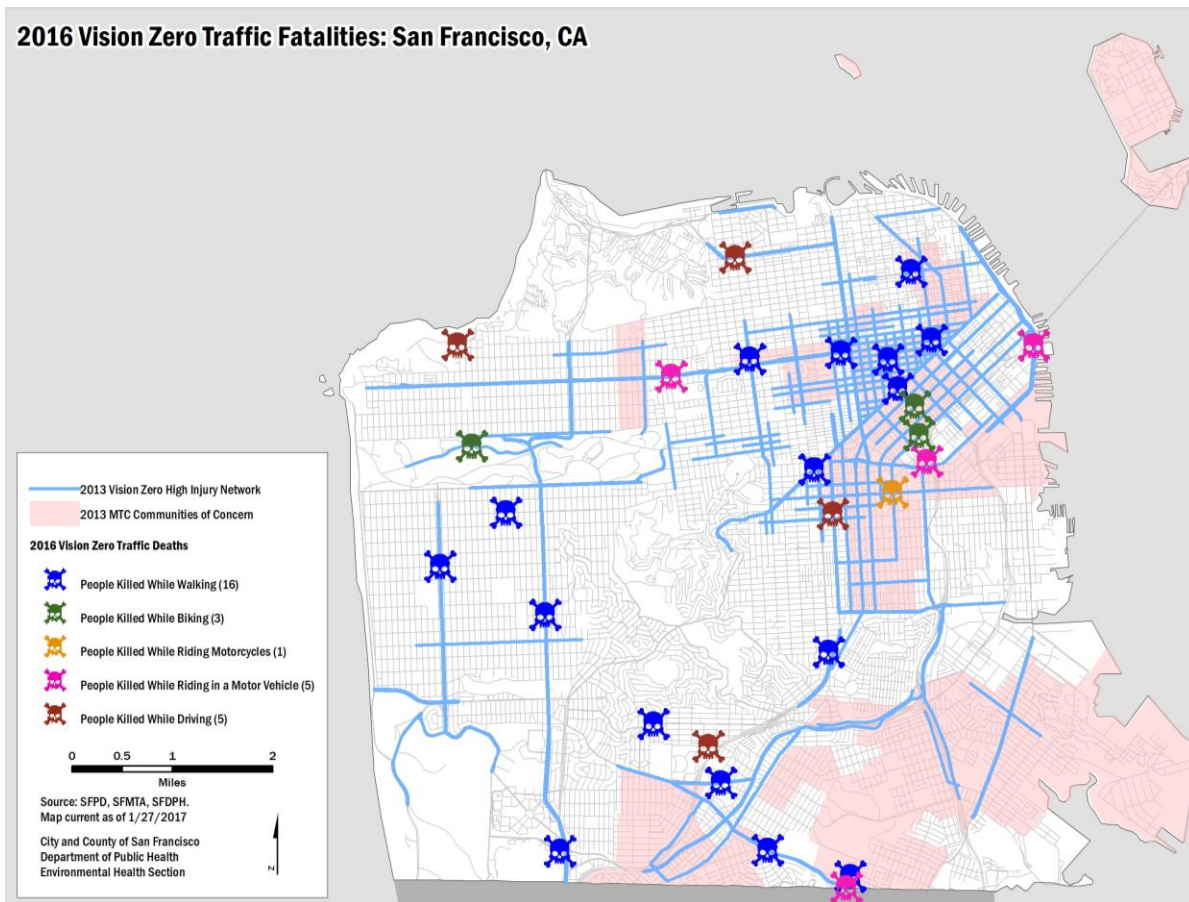 2016 Vision Zero Traffic Fatalities: San Francisco, CA
2013 Vision Zero High Injury Network
2013 MTC Communities of Concern
2016 Vision Zero Traffic Deaths
People Killed While Walking (16)
People Killed While Biking (3)
People Killed While Riding Motorcycles (1)
People Killed While Riding in a Motor Vehicle (5)
People Killed While Driving (5)
0 0.5 1 2
Miles
Source: SFPD, SFMTA, SFDPH.
Map current as of 1/27/2017
City and County of San Francisco
Department of Public Health
Environmental Health Section
N